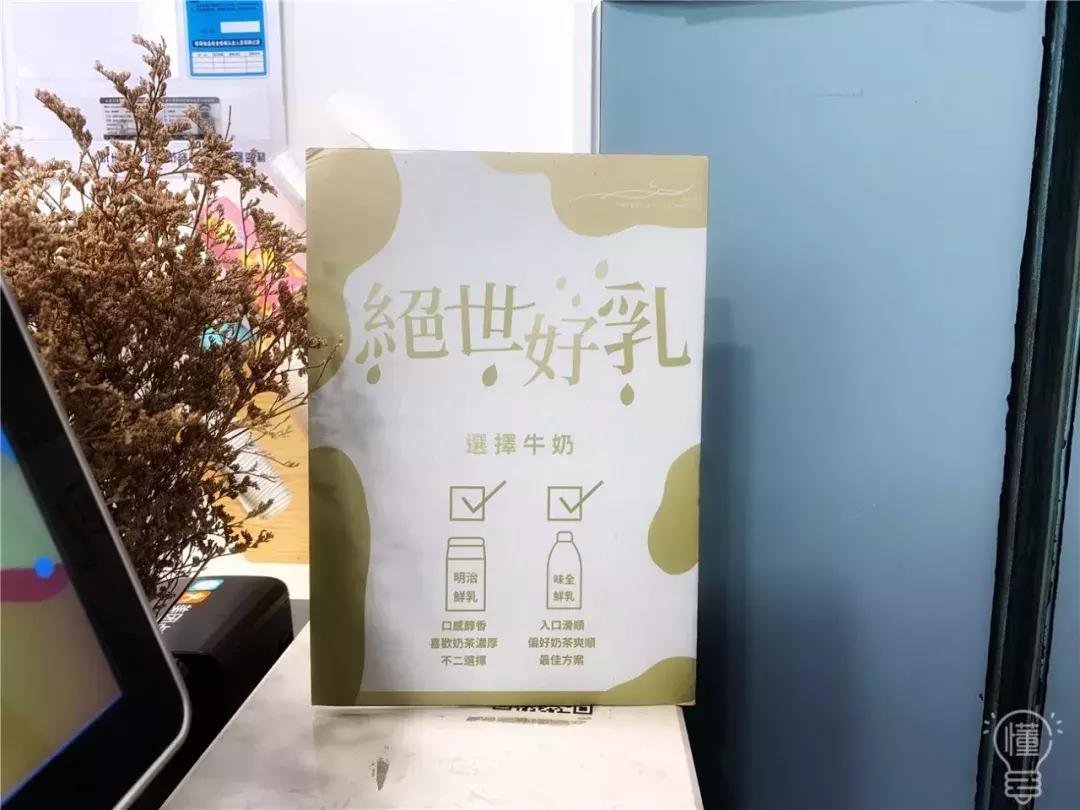 絕世好乳
選擇牛奶
明治
鮮乳
口感醇香
喜歡奶茶濃厚
不二選擇
味全
鮮乳
入口滑順
偏好奶茶爽順
最佳方案
懂